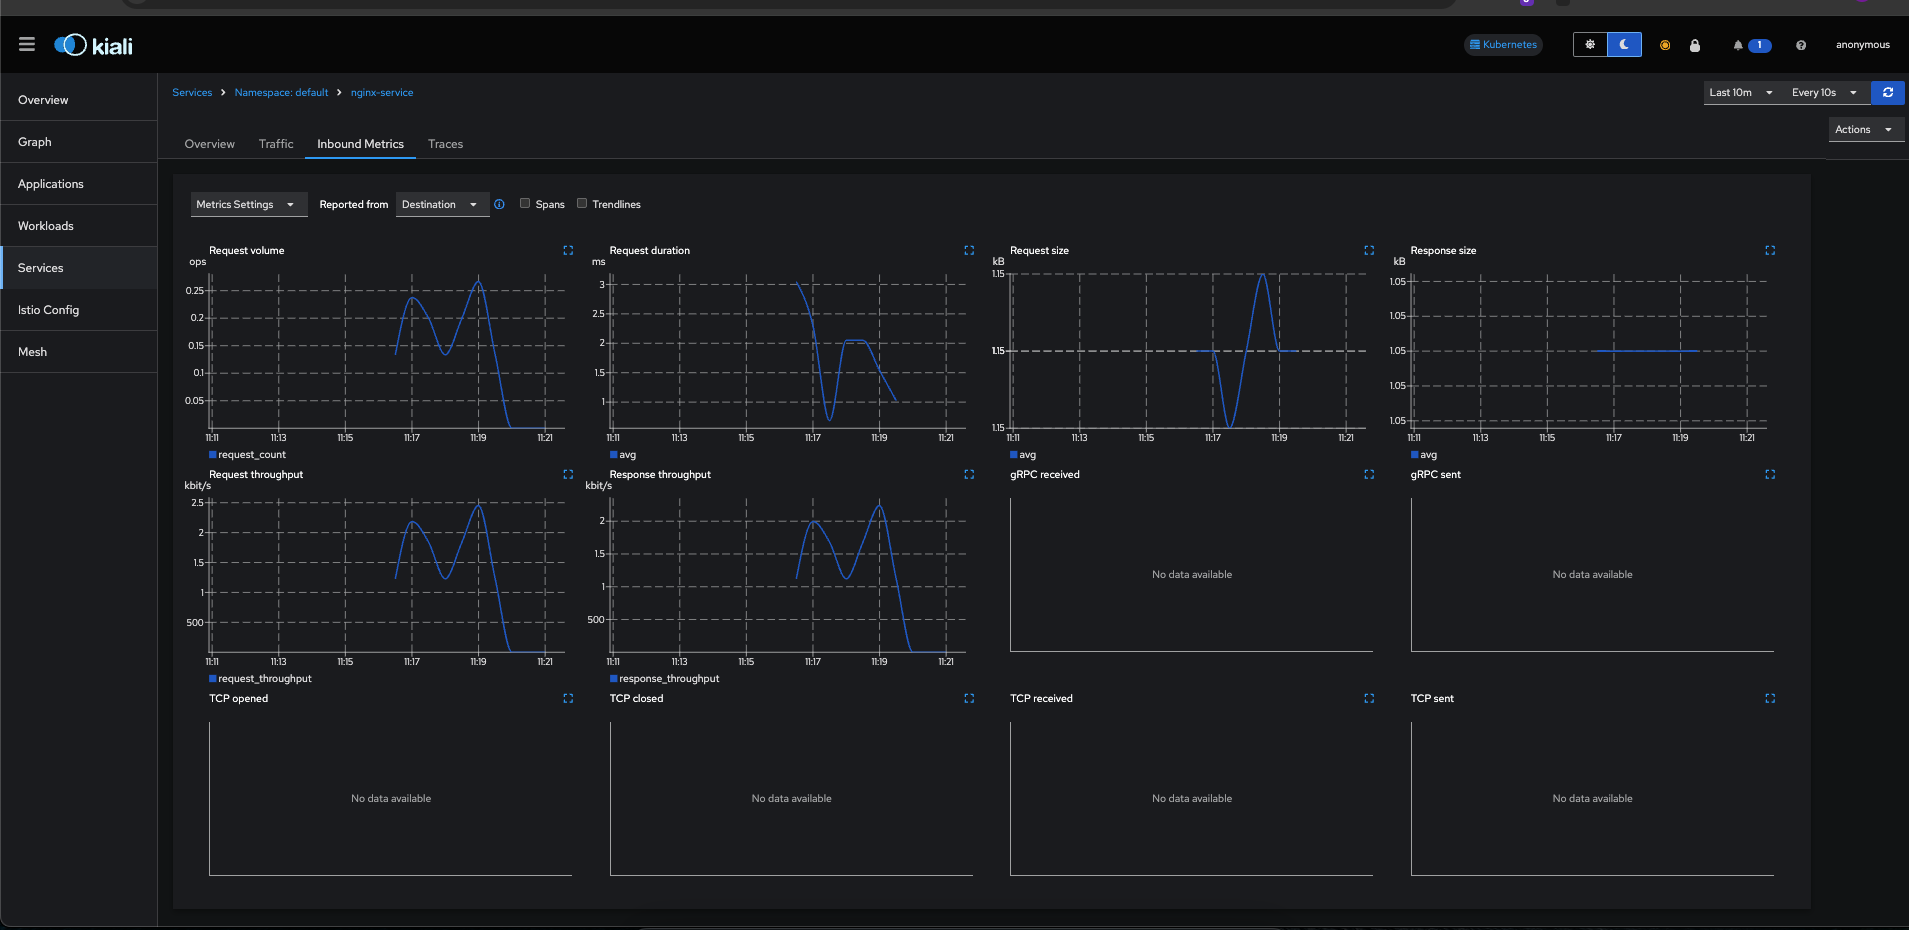 kiali
Kubernetes
1
anonymous
Overview
Graph
Applications
Workloads
Services
Istio Config
Mesh
Services > Namespace: default > nginx-service
Last 10m
Every 10s
Actions
Overview Traffic Inbound Metrics Traces
Metrics Settings Reported from Destination Spans Trendlines
Request volume
ops
0.25
0.2
0.15
0.1
0.05
11:11 11:13 11:15 11:17 11:19 11:21
request_count
Request duration
ms
3
2.5
2
1.5
1
11:11 11:13 11:15 11:17 11:19 11:21
avg
Request size
kB
1.15
1.15
1.15
11:11 11:13 11:15 11:17 11:19 11:21
avg
Response size
kB
1.05
1.05
1.05
1.05
1.05
11:11 11:13 11:15 11:17 11:19 11:21
avg
Request throughput
kbit/s
2.5
2
1.5
1
500
11:11 11:13 11:15 11:17 11:19 11:21
request_throughput
Response throughput
kbit/s
2
1.5
1
500
11:11 11:13 11:15 11:17 11:19 11:21
response_throughput
gRPC received
No data available
gRPC sent
No data available
TCP opened
No data available
TCP closed
No data available
TCP received
No data available
TCP sent
No data available